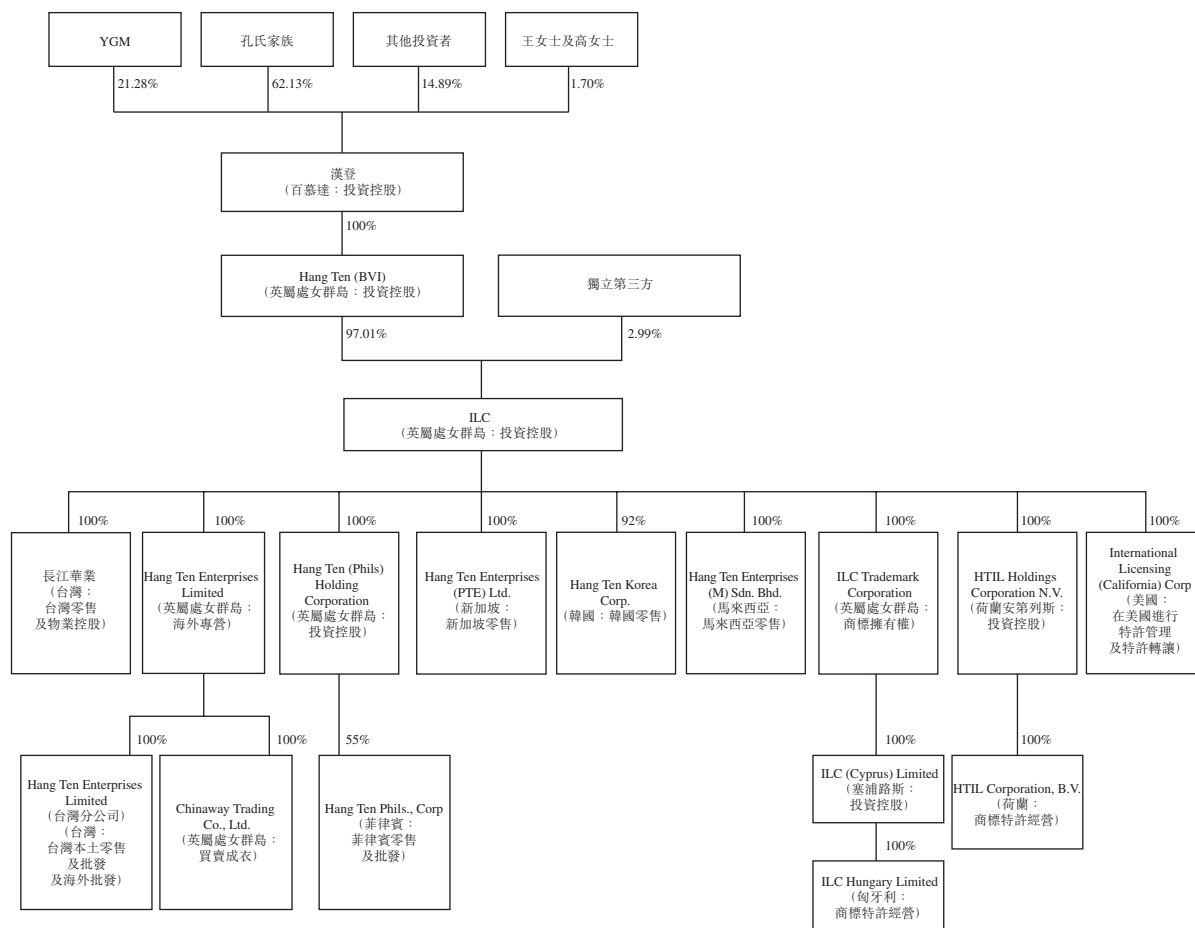 YGM
孔氏家族
其他投資者
王女士及高女士
21.28%
62.13%
14.89%
1.70%
漢登
(百慕達：投資控股)
100%
Hang Ten (BVI)
(英屬處女群島：投資控股)
獨立第三方
97.01%
2.99%
ILC
(英屬處女群島：投資控股)
100%
100%
100%
100%
92%
100%
100%
100%
100%
長江華業
(台灣：
台灣零售
及物業控股)
Hang Ten Enterprises
Limited
(英屬處女群島：
海外專營)
Hang Ten (Phils)
Holding
Corporation
(英屬處女群島：
投資控股)
Hang Ten Enterprises
(PTE) Ltd.
(新加坡：
新加坡零售)
Hang Ten Korea
Corp.
(韓國：韓國零售)
Hang Ten Enterprises
(M) Sdn. Bhd.
(馬來西亞：
馬來西亞零售)
ILC Trademark
Corporation
(英屬處女群島：
商標擁有權)
HTIL Holdings
Corporation N.V.
(荷蘭安第列斯：
投資控股)
International
Licensing
(California) Corp
(美國：
在美國進行
特許管理
及特許轉讓)
100%
100%
55%
100%
100%
Hang Ten Enterprises
Limited
(台灣分公司)
(台灣：
台灣本土零售
及批發
及海外批發)
Chinaway Trading
Co., Ltd.
(英屬處女群島：
買賣成衣)
Hang Ten Phils., Corp
(菲律賓：
菲律賓零售
及批發)
ILC (Cyprus) Limited
(塞浦路斯：
投資控股)
HTIL Corporation, B.V.
(荷蘭：
商標特許經營)
100%
ILC Hungary Limited
(匈牙利：
商標特許經營)